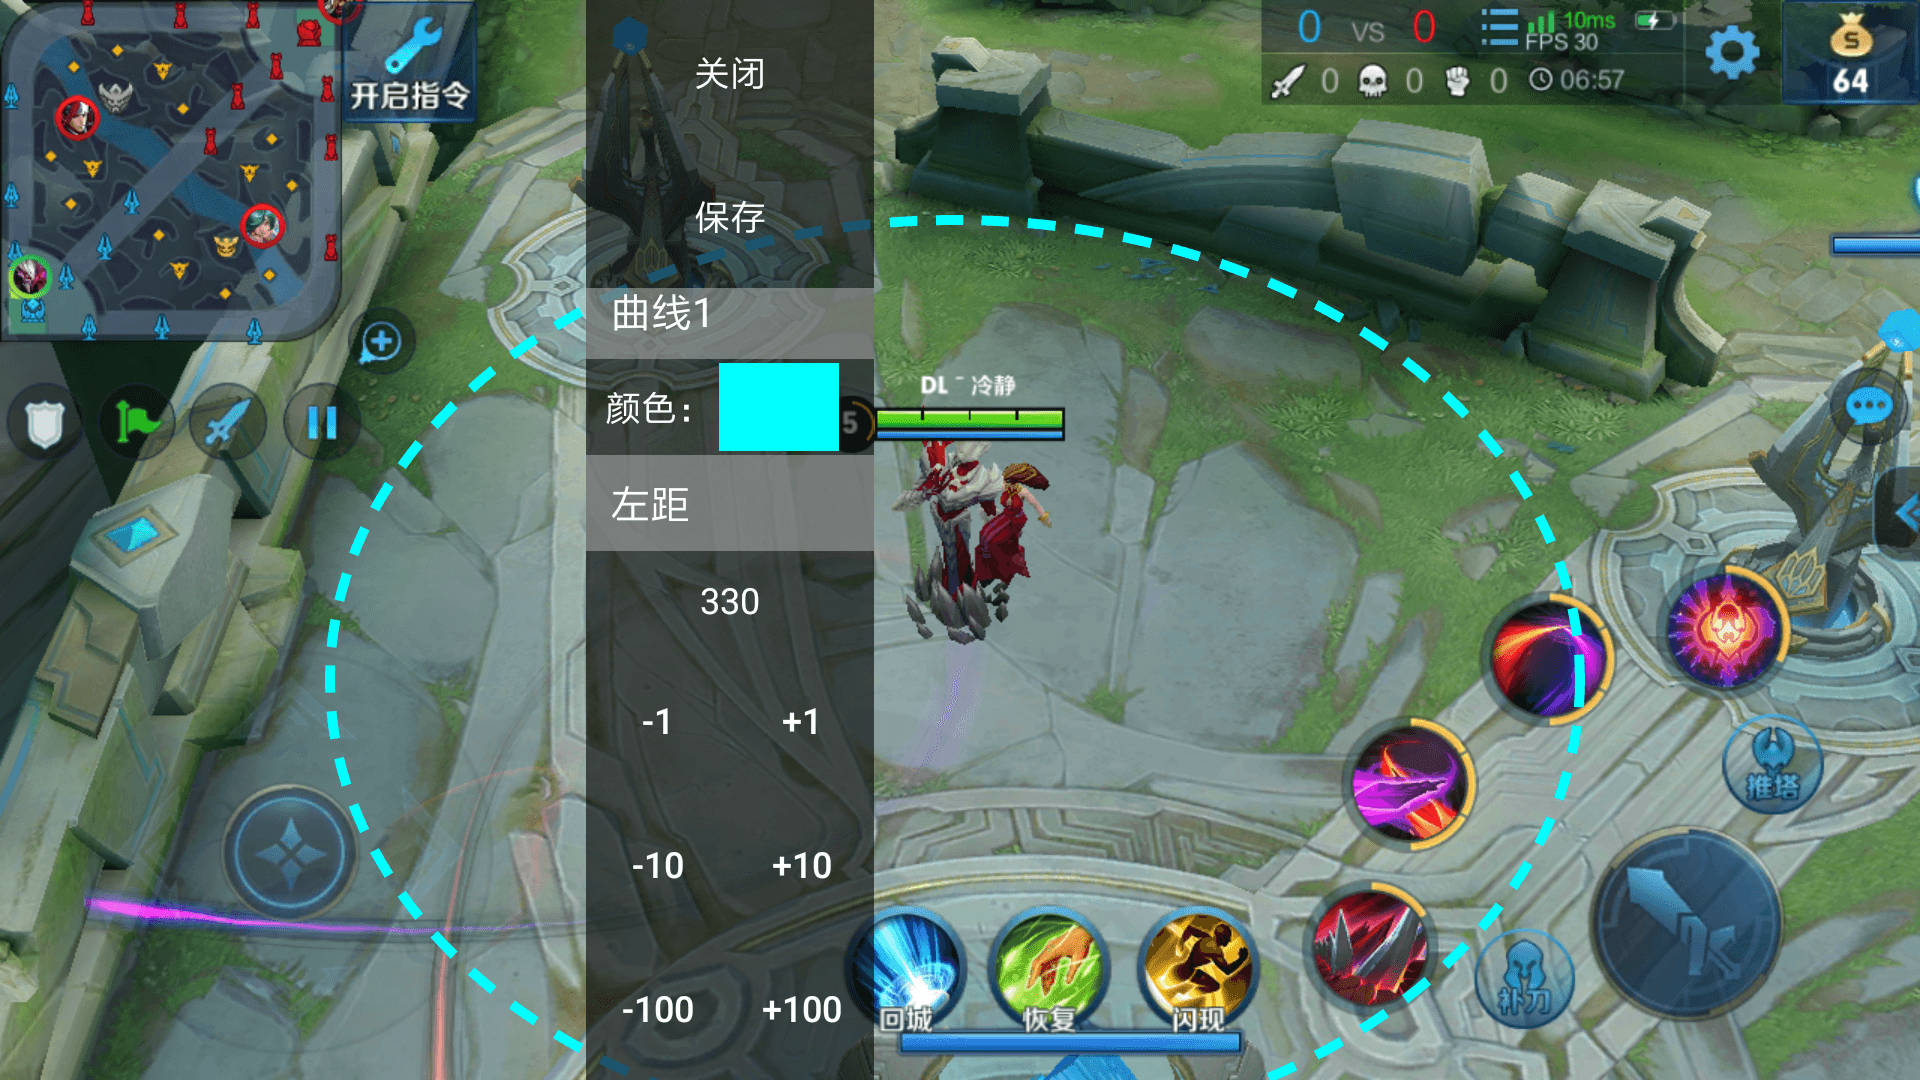 开启指令
关闭
保存
曲线1
颜色：
左距
330
-1 +1
-10 +10
-100 +100
0 VS 0
10ms
FPS 30
0 0 0 06:57
64
DL ˉ 冷静
5
推塔
补刀
回城
恢复
闪现